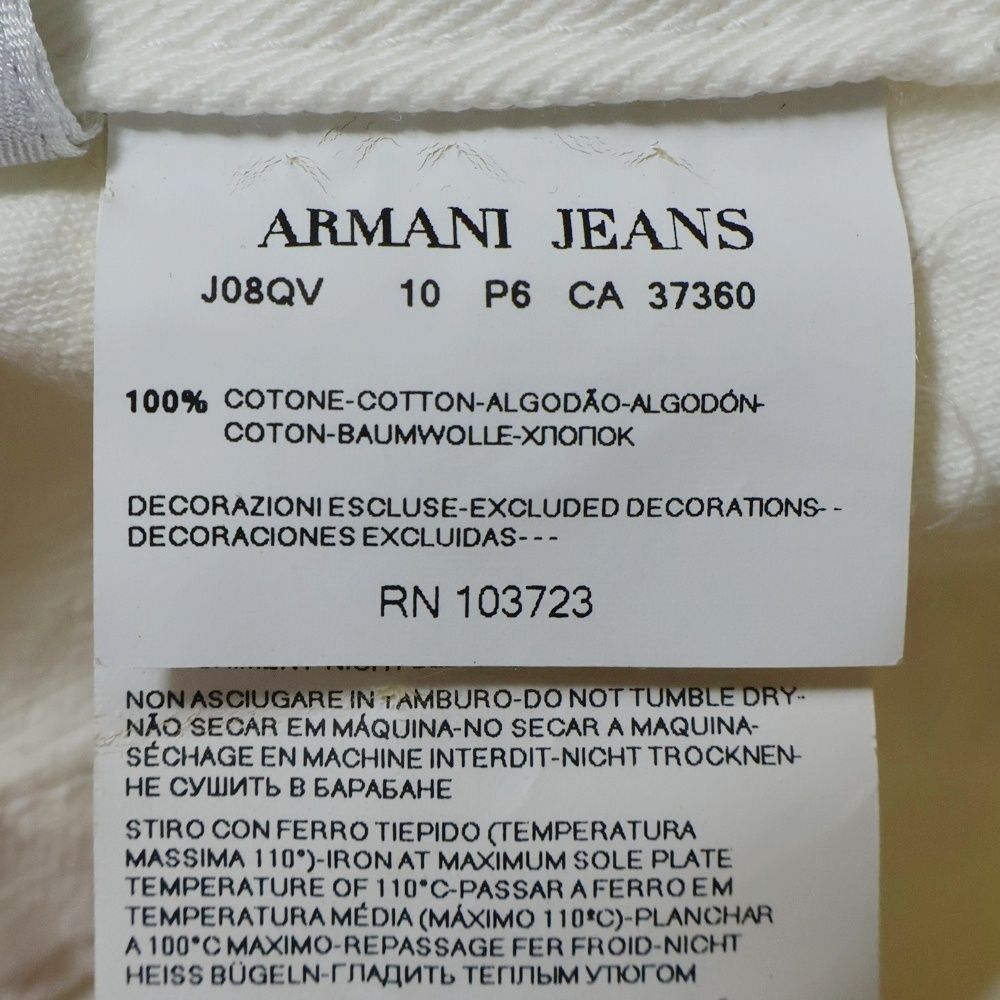 ARMANI JEANS
J08QV 10 P6 CA 37360
100% COTONE-COTTON-ALGODÃO-ALGODÓN-
COTON-BAUMWOLLE-ХЛОПОК
DECORAZIONI ESCLUSE-EXCLUDED DECORATIONS--
DECORACIONES EXCLUIDAS---
RN 103723
NON ASCIUGARE IN TAMBURO-DO NOT TUMBLE DRY-
NÃO SECAR EM MÁQUINA-NO SECAR A MAQUINA-
SÉCHAGE EN MACHINE INTERDIT-NICHT TROCKNEN-
НЕ СУШИТЬ В БАРАБАНЕ
STIRO CON FERRO TIEPIDO (TEMPERATURA
MASSIMA 110°)-IRON AT MAXIMUM SOLE PLATE
TEMPERATURE OF 110°C-PASSAR A FERRO EM
TEMPERATURA MÉDIA (MÁXIMO 110°C)-PLANCHAR
A 100°C MAXIMO-REPASSAGE FER FROID-NICHT
HEISS BÜGELN-ГЛАДИТЬ ТЕПЛЫМ УТЮГОМ